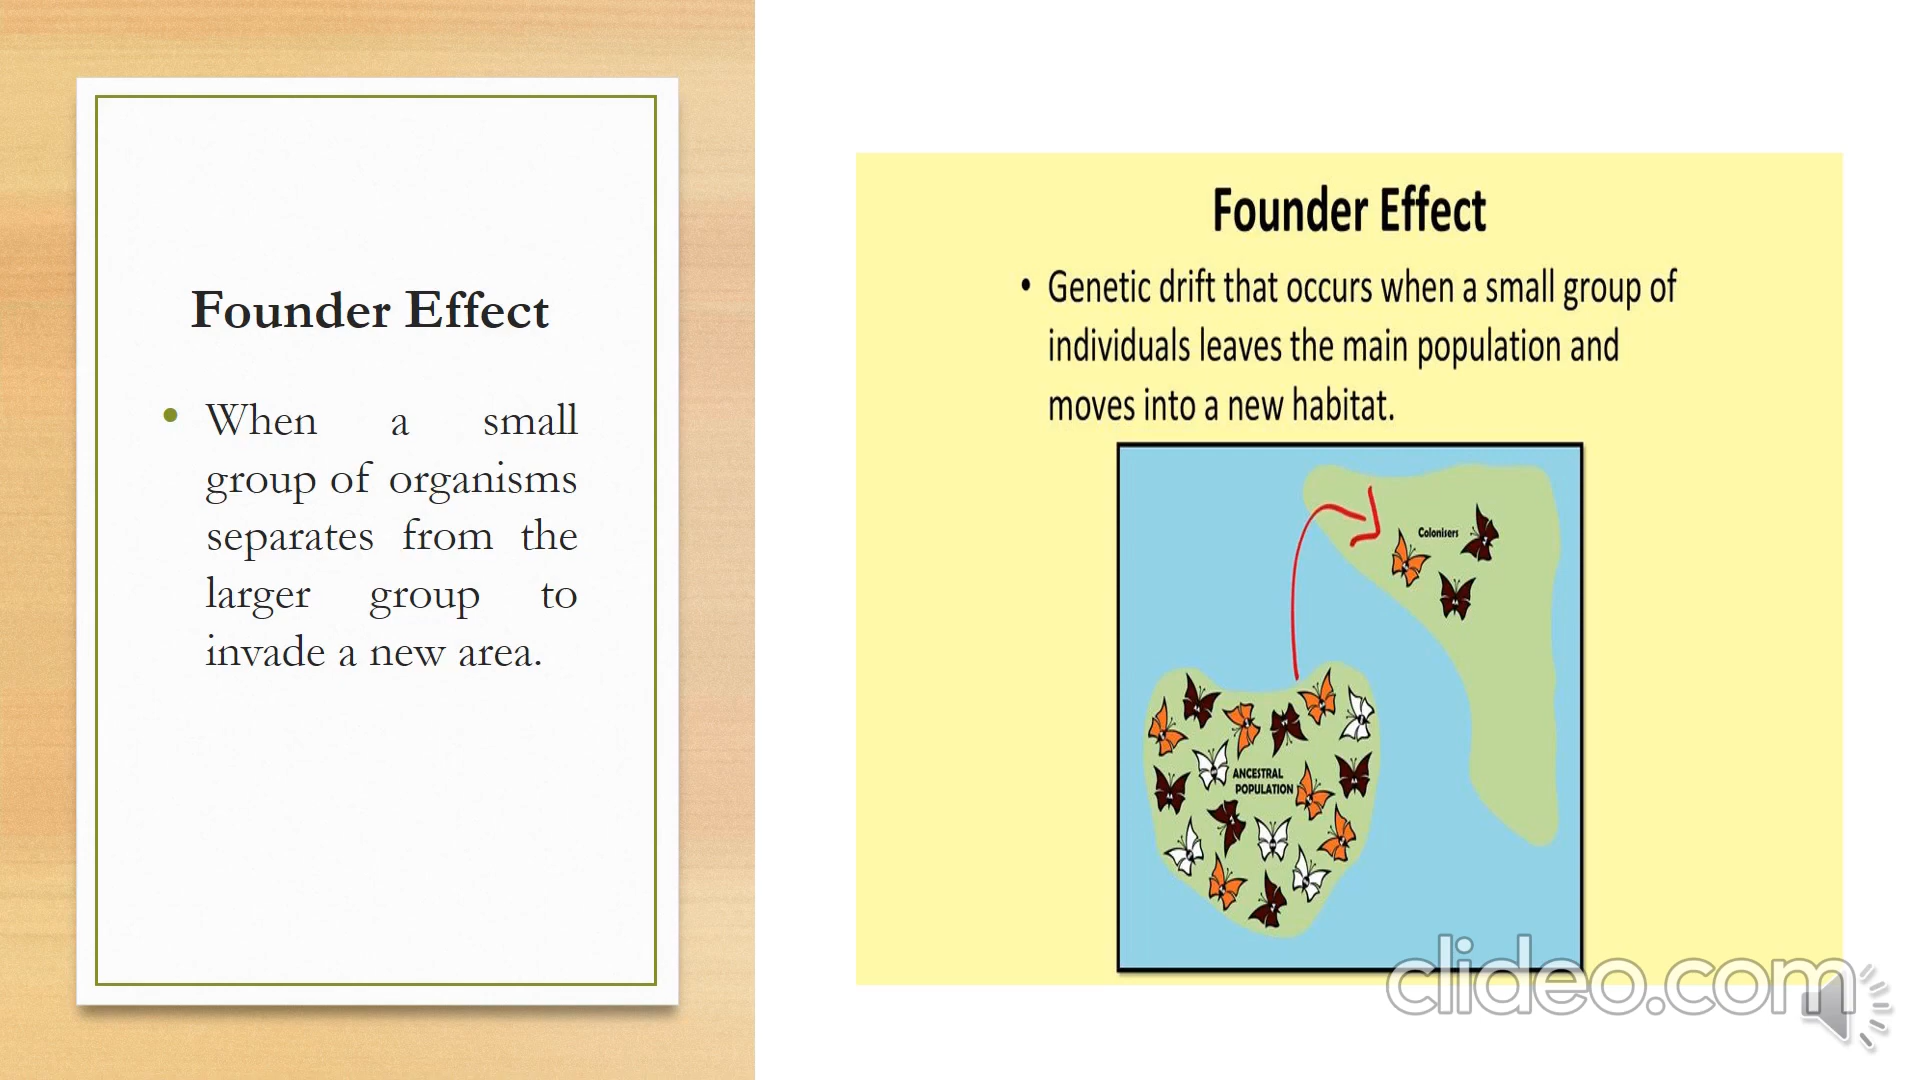 Founder Effect
• When a small
group of organisms
separates from the
larger group to
invade a new area.
Founder Effect
• Genetic drift that occurs when a small group of
individuals leaves the main population and
moves into a new habitat.
Colonisers
ANCESTRAL
POPULATION
clideo.com